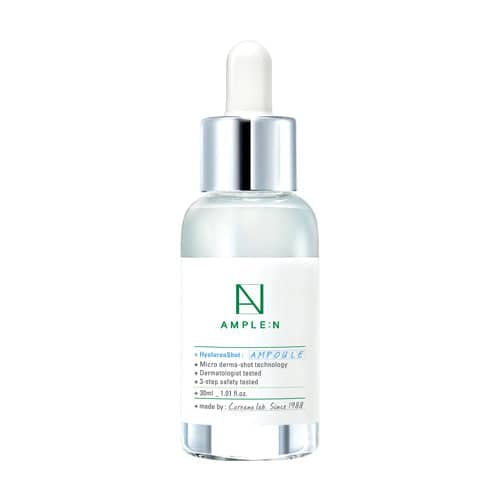 AN
AMPLE:N
+ HyaluronShot : AMPOULE
+ Micro derma-shot technology
+ Dermatologist tested
+ 3-step safety tested
+ 30ml _ 1.01 fl.oz.
+ made by : Coreana lab. Since 1988